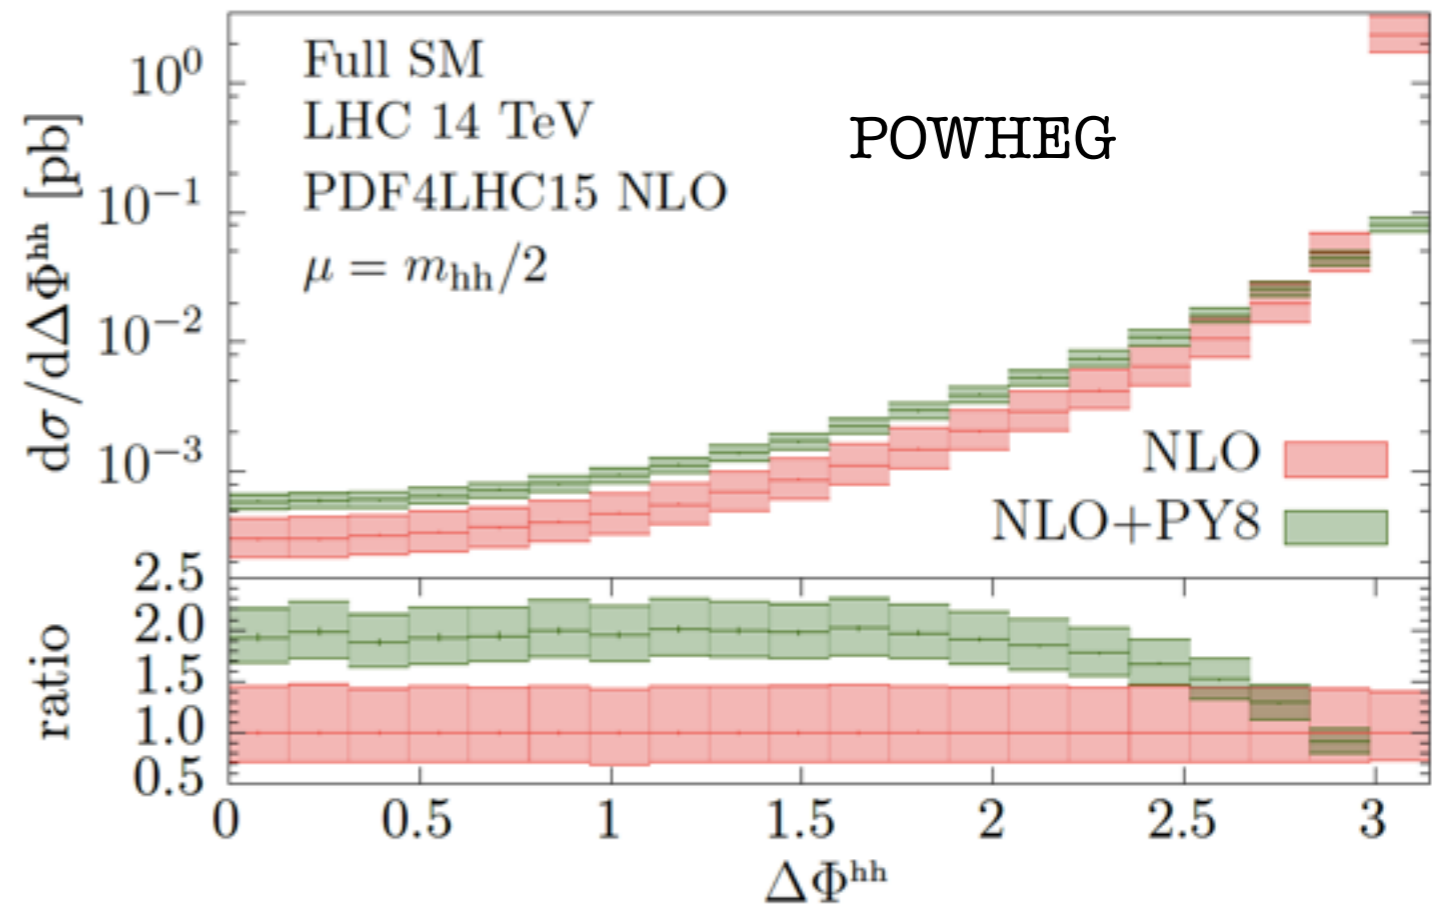 Full SM
LHC 14 TeV
PDF4LHC15 NLO
μ = m_hh/2
POWHEG
dσ/dΔΦ^hh [pb]
10^0
10^−1
10^−2
10^−3
NLO
NLO+PY8
ratio
2.5
2.0
1.5
1.0
0.5
0 0.5 1 1.5 2 2.5 3
ΔΦ^hh